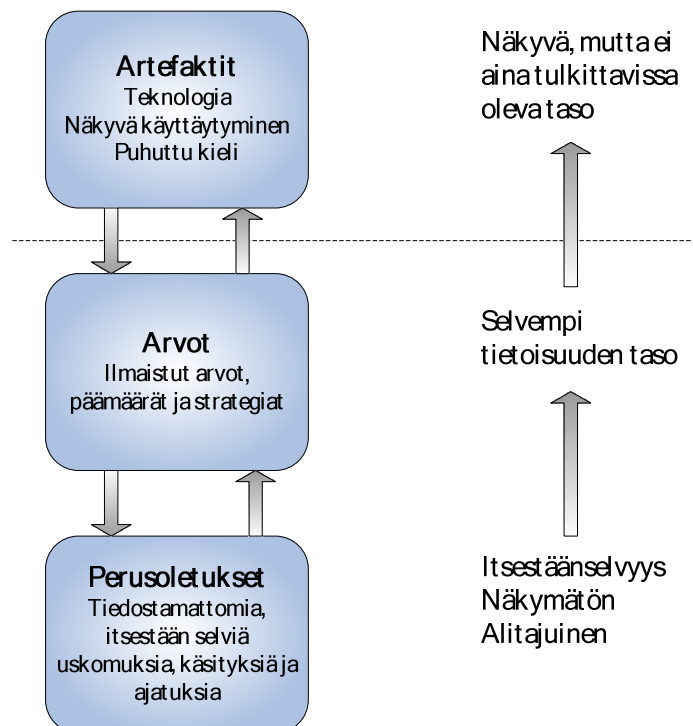 Artefaktit
Teknologia
Näkyvä käyttäytyminen
Puhuttu kieli
Näkyvä, mutta ei
aina tulkittavissa
oleva taso
Arvot
Ilmaistut arvot,
päämäärät ja strategiat
Selvempi
tietoisuuden taso
Perusoletukset
Tiedostamattomia,
itsestään selviä
uskomuksia, käsityksiä ja
ajatuksia
Itsestäänselvyys
Näkymätön
Alitajuinen